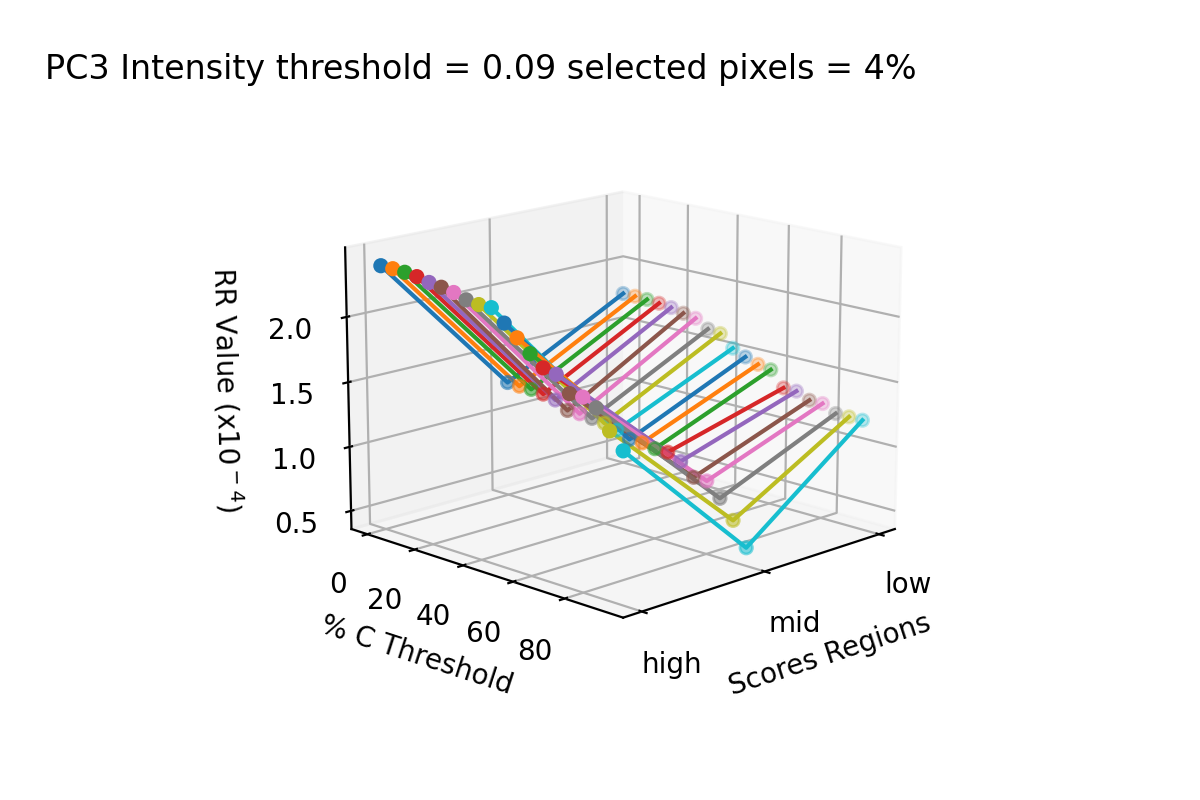 PC3 Intensity threshold = 0.09 selected pixels = 4%
RR Value (x10⁻⁴)
2.0
1.5
1.0
0.5
0
20
40
60
80
% C Threshold
high
mid
low
Scores Regions